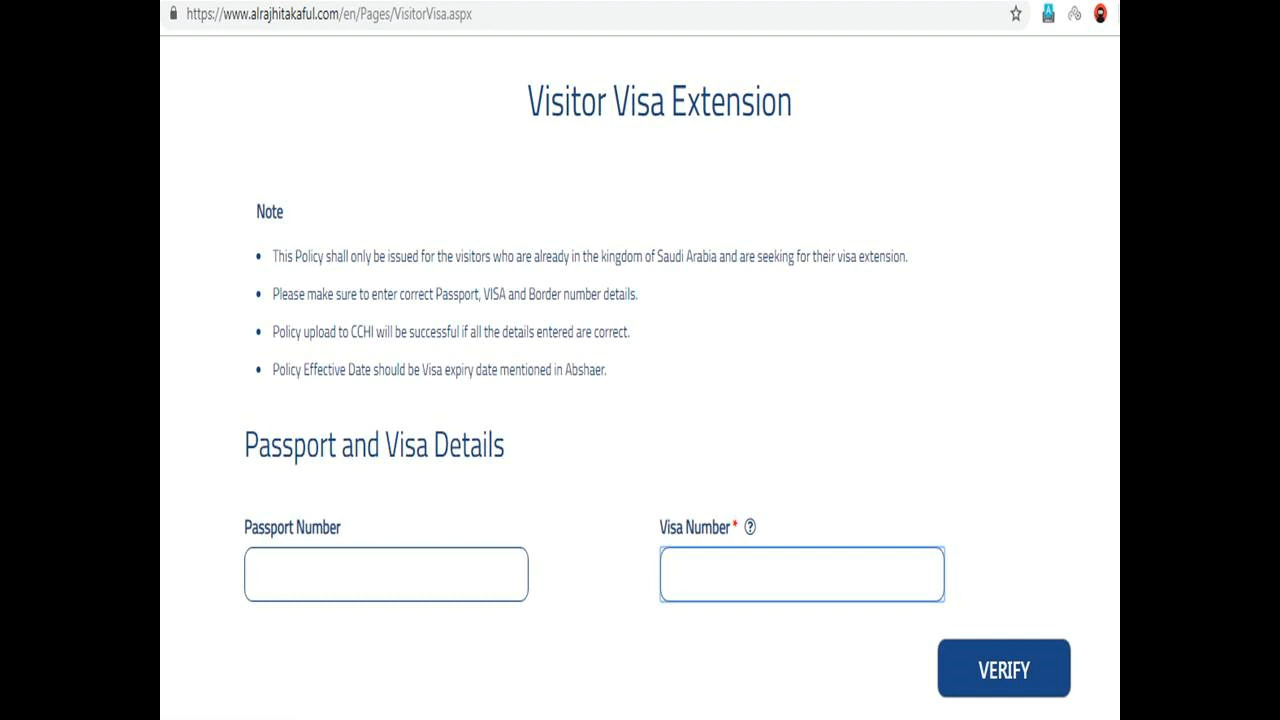 https://www.alrajhitakaful.com/en/Pages/VisitorVisa.aspx
Visitor Visa Extension
Note
• This Policy shall only be issued for the visitors who are already in the kingdom of Saudi Arabia and are seeking for their visa extension.
• Please make sure to enter correct Passport, VISA and Border number details.
• Policy upload to CCHI will be successful if all the details entered are correct.
• Policy Effective Date should be Visa expiry date mentioned in Abshaer.
Passport and Visa Details
Passport Number
Visa Number * ?
VERIFY